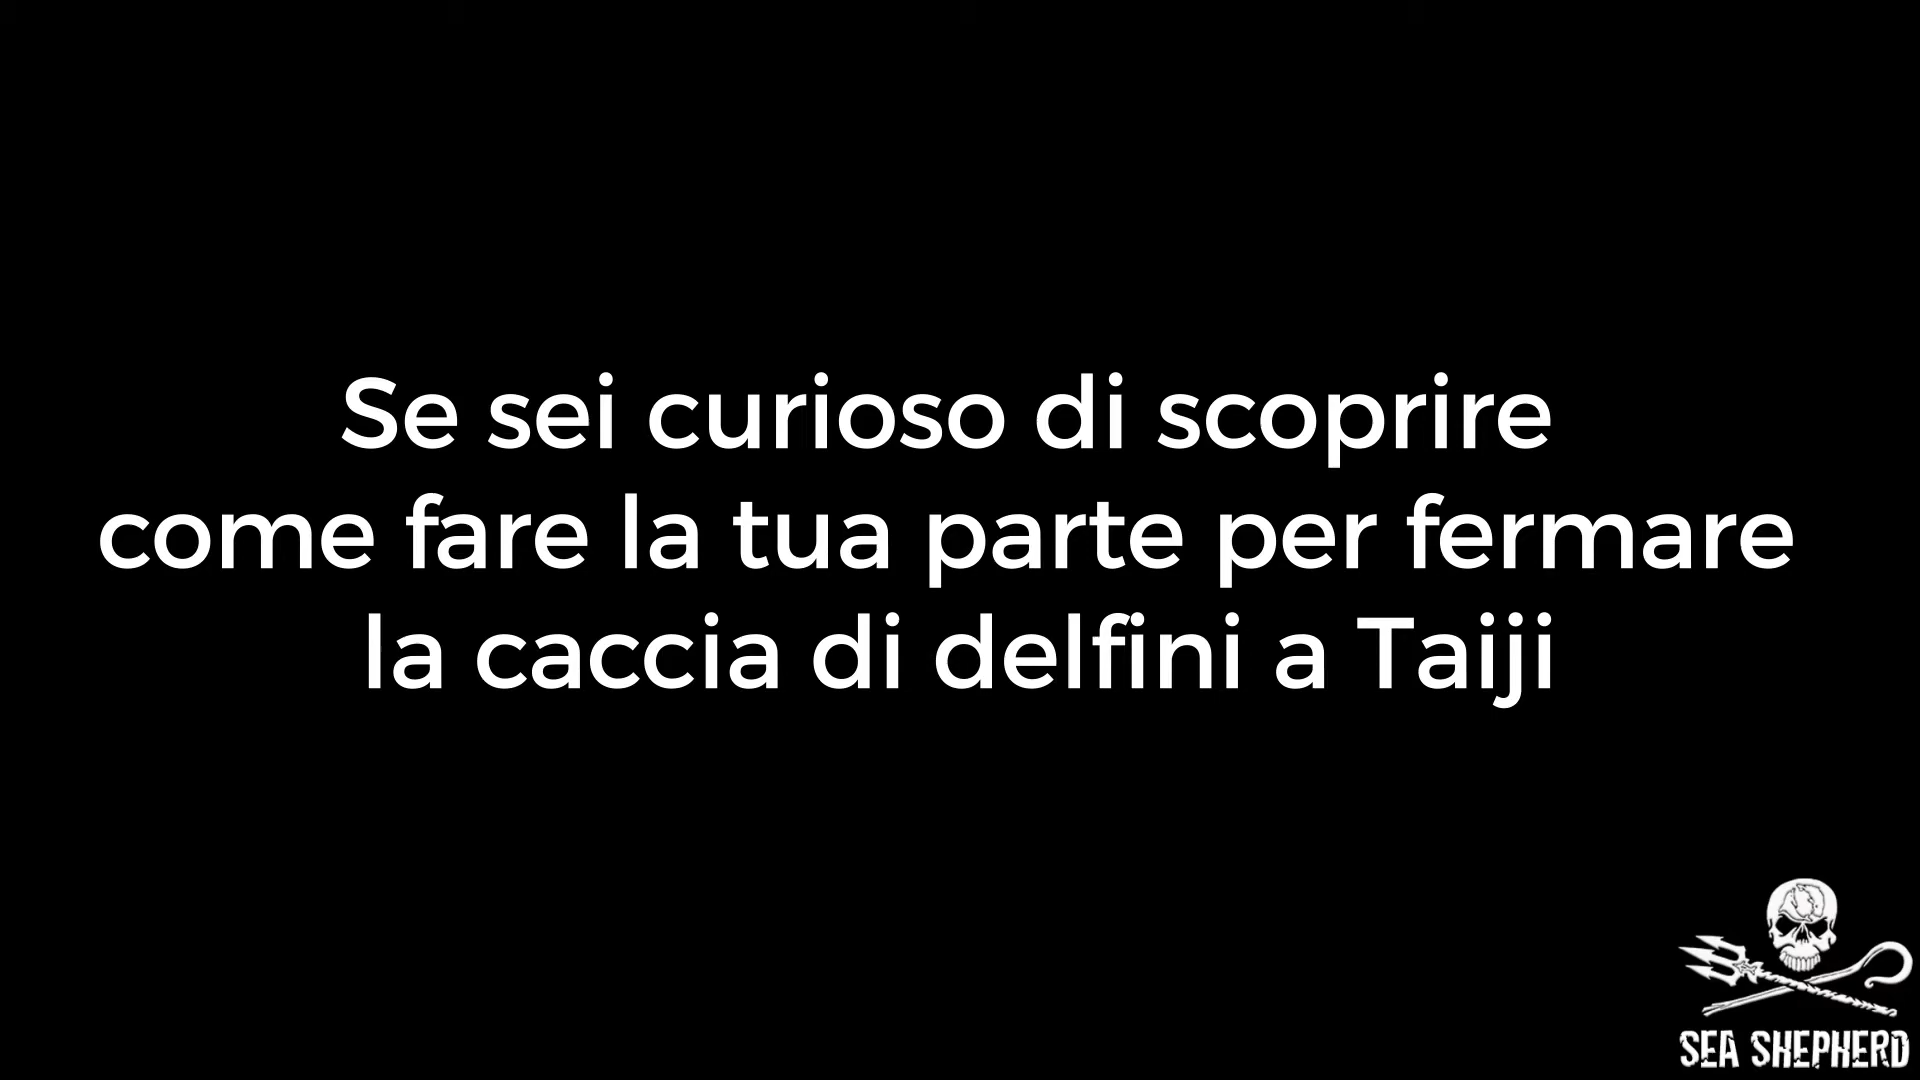 Se sei curioso di scoprire
come fare la tua parte per fermare
la caccia di delfini a Taiji
SEA SHEPHERD